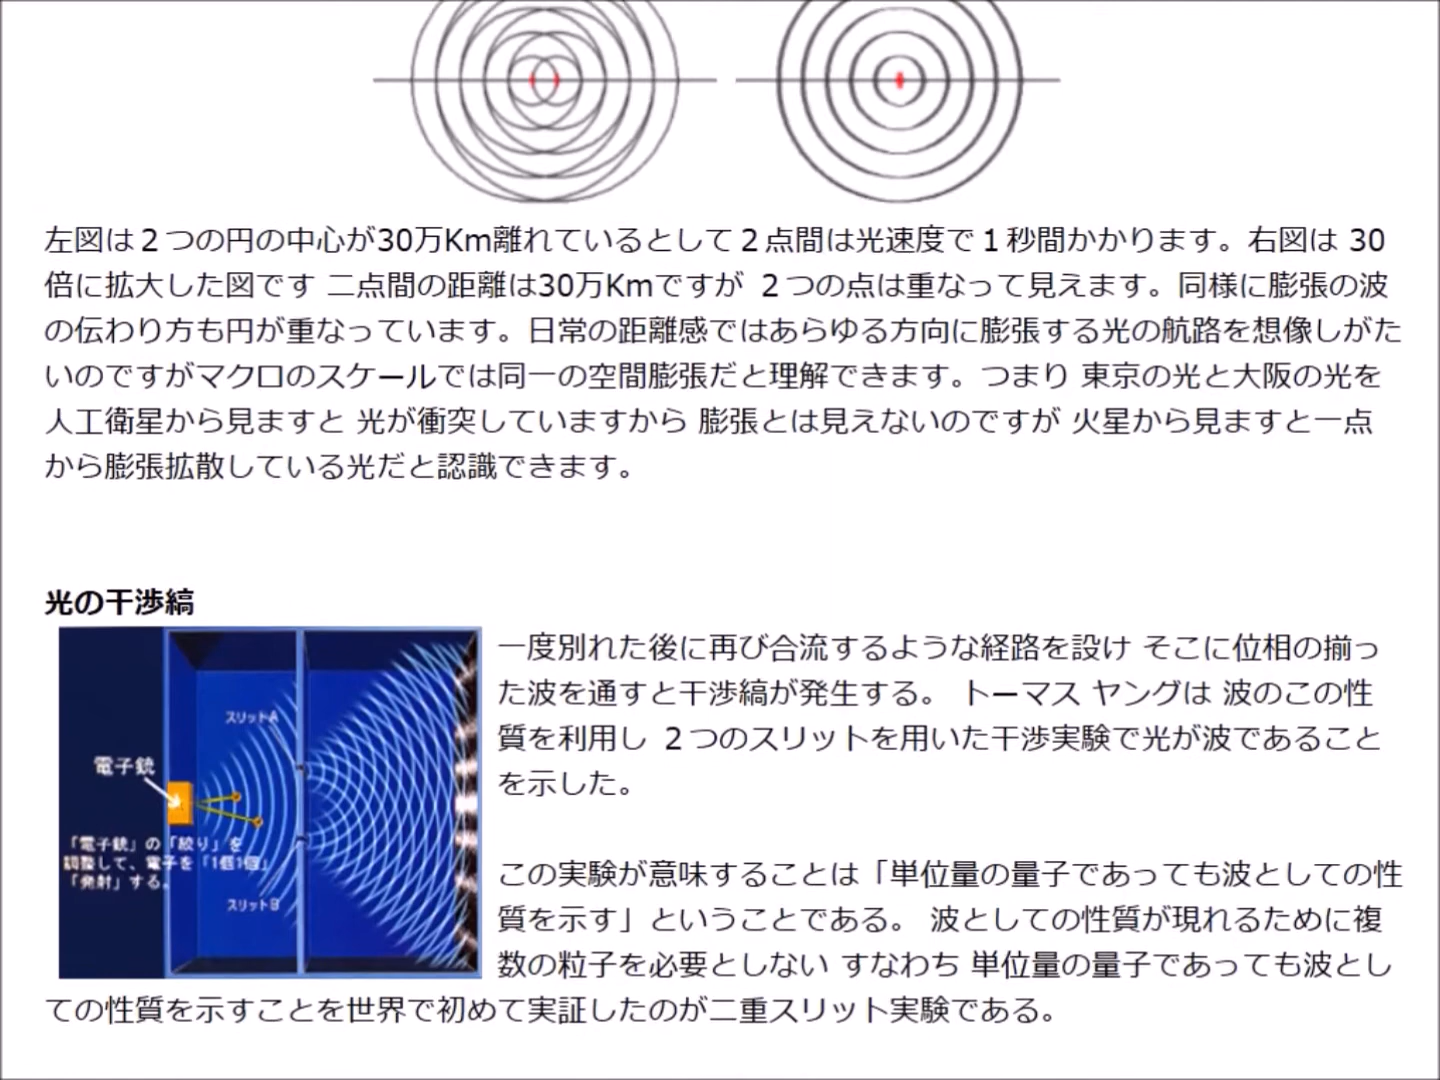 左図は２つの円の中心が30万Km離れているとして２点間は光速度で１秒間かかります。右図は 30
倍に拡大した図です 二点間の距離は30万Kmですが ２つの点は重なって見えます。同様に膨張の波
の伝わり方も円が重なっています。日常の距離感ではあらゆる方向に膨張する光の航路を想像しがた
いのですがマクロのスケールでは同一の空間膨張だと理解できます。つまり 東京の光と大阪の光を
人工衛星から見ますと 光が衝突していますから 膨張とは見えないのですが 火星から見ますと一点
から膨張拡散している光だと認識できます。
光の干渉縞
スリットA
電子銃
「電子銃」の「絞り」を
調整して、電子を「1個1個」
「発射」する。
スリットB
一度別れた後に再び合流するような経路を設け そこに位相の揃っ
た波を通すと干渉縞が発生する。 トーマス ヤングは 波のこの性
質を利用し ２つのスリットを用いた干渉実験で光が波であること
を示した。
この実験が意味することは「単位量の量子であっても波としての性
質を示す」ということである。 波としての性質が現れるために複
数の粒子を必要としない すなわち 単位量の量子であっても波とし
ての性質を示すことを世界で初めて実証したのが二重スリット実験である。